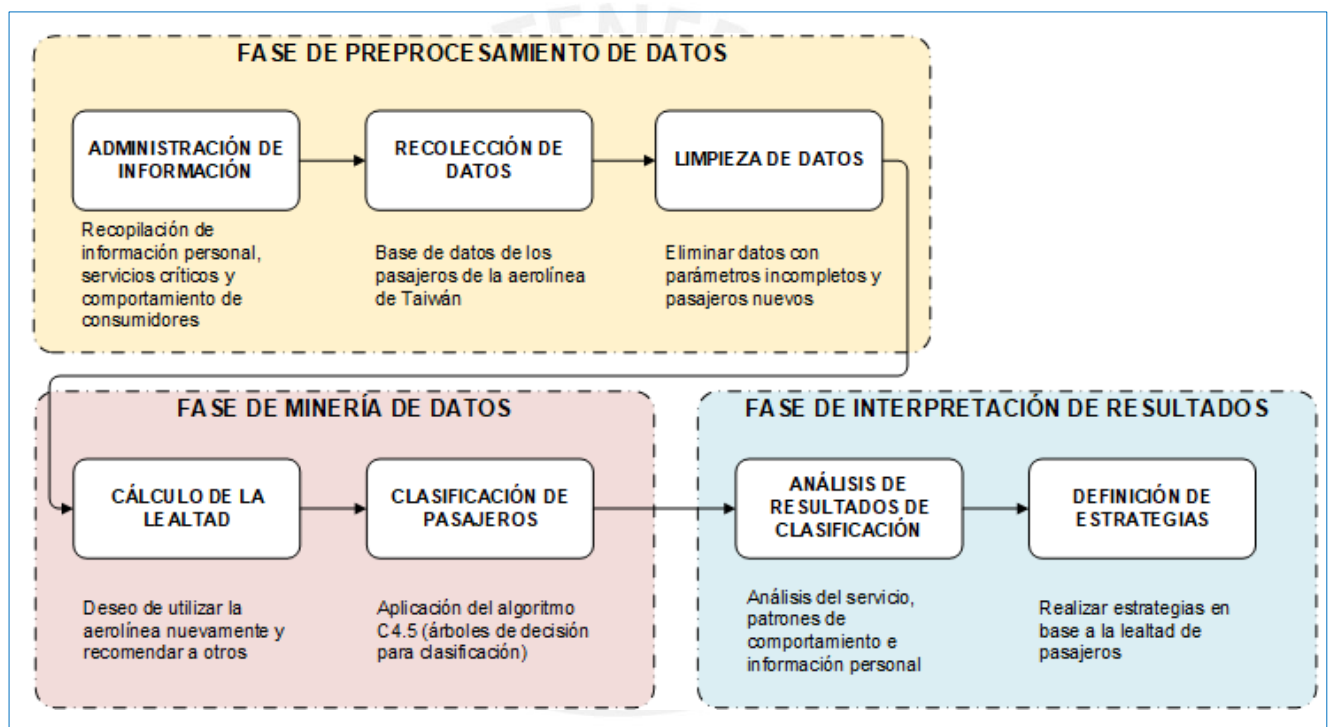 FASE DE PREPROCESAMIENTO DE DATOS
ADMINISTRACIÓN DE
INFORMACIÓN
RECOLECCIÓN DE
DATOS
LIMPIEZA DE DATOS
Recopilación de
información personal,
servicios críticos y
comportamiento de
consumidores
Base de datos de los
pasajeros de la aerolínea
de Taiwán
Eliminar datos con
parámetros incompletos y
pasajeros nuevos
FASE DE MINERÍA DE DATOS
CÁLCULO DE LA
LEALTAD
CLASIFICACIÓN DE
PASAJEROS
Deseo de utilizar la
aerolínea nuevamente y
recomendar a otros
Aplicación del algoritmo
C4.5 (árboles de decisión
para clasificación)
FASE DE INTERPRETACIÓN DE RESULTADOS
ANÁLISIS DE
RESULTADOS DE
CLASIFICACIÓN
DEFINICIÓN DE
ESTRATEGIAS
Análisis del servicio,
patrones de
comportamiento e
información personal
Realizar estrategias en
base a la lealtad de
pasajeros